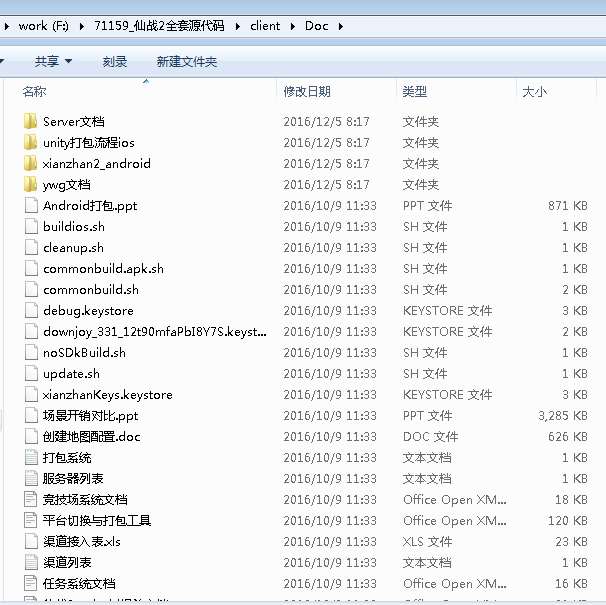 work (F:) 71159_仙战2全套源代码 client Doc
共享 刻录 新建文件夹
名称 修改日期 类型 大小
Server文档 2016/12/5 8:17 文件夹
unity打包流程ios 2016/12/5 8:17 文件夹
xianzhan2_android 2016/12/5 8:17 文件夹
ywg文档 2016/12/5 8:17 文件夹
Android打包.ppt 2016/10/9 11:33 PPT 文件 871 KB
buildios.sh 2016/10/9 11:33 SH 文件 1 KB
cleanup.sh 2016/10/9 11:33 SH 文件 1 KB
commonbuild.apk.sh 2016/10/9 11:33 SH 文件 1 KB
commonbuild.sh 2016/10/9 11:33 SH 文件 2 KB
debug.keystore 2016/10/9 11:33 KEYSTORE 文件 3 KB
downjoy_331_12t90mfaPbI8Y7S.keyst... 2016/10/9 11:33 KEYSTORE 文件 2 KB
noSDkBuild.sh 2016/10/9 11:33 SH 文件 1 KB
update.sh 2016/10/9 11:33 SH 文件 1 KB
xianzhanKeys.keystore 2016/10/9 11:33 KEYSTORE 文件 3 KB
场景开销对比.ppt 2016/10/9 11:33 PPT 文件 3,285 KB
创建地图配置.doc 2016/10/9 11:33 DOC 文件 626 KB
打包系统 2016/10/9 11:33 文本文档 1 KB
服务器列表 2016/10/9 11:33 文本文档 1 KB
竞技场系统文档 2016/10/9 11:33 Office Open XM... 18 KB
平台切换与打包工具 2016/10/9 11:33 Office Open XM... 120 KB
渠道接入表.xls 2016/10/9 11:33 XLS 文件 23 KB
渠道列表 2016/10/9 11:33 文本文档 1 KB
任务系统文档 2016/10/9 11:33 Office Open XM... 16 KB